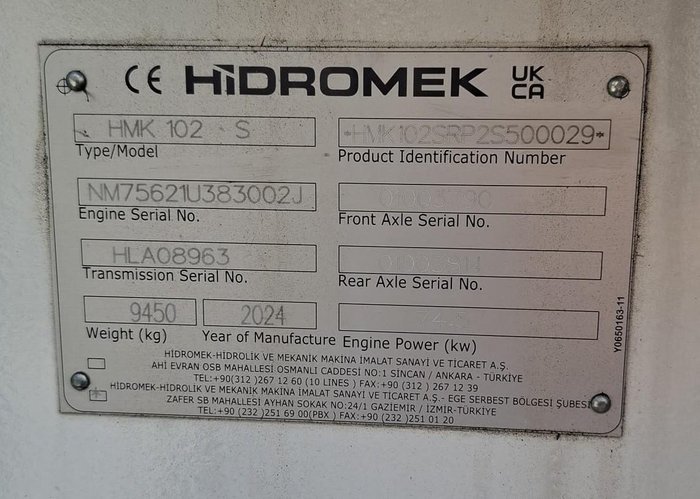 CE HİDROMEK UK CA
HMK 102 S *HMK102SRP2S500029*
Type/Model Product Identification Number
NM75621U383002J
Engine Serial No. Front Axle Serial No.
HLA08963
Transmission Serial No. Rear Axle Serial No.
9450 2024
Weight (kg) Year of Manufacture Engine Power (kw)
HİDROMEK-HİDROLİK VE MEKANİK MAKİNA İMALAT SANAYİ VE TİCARET A.Ş.
AHİ EVRAN OSB MAHALLESİ OSMANLI CADDESİ NO:1 SİNCAN / ANKARA - TÜRKİYE
TEL:+90(312 )267 12 60 (10 LINES ) FAX:+90 (312 ) 267 12 39
HİDROMEK-HİDROLİK VE MEKANİK MAKİNA İMALAT SANAYİ VE TİCARET A.Ş.- EGE SERBEST BÖLGESİ ŞUBESİ
ZAFER SB MAHALLESİ AYHAN SOKAK NO:24/1 GAZİEMİR / İZMİR-TÜRKİYE
TEL:+90 (232 )251 69 00(PBX ) FAX:+90 (232 )251 01 20
Y0650163-11